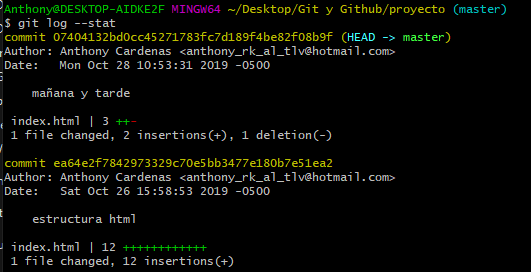 Anthony@DESKTOP-AIDKE2F MINGW64 ~/Desktop/Git y Github/proyecto (master)
$ git log --stat
commit 07404132bd0cc45271783fc7d189f4be82f08b9f (HEAD -> master)
Author: Anthony Cardenas <anthony_rk_al_tlv@hotmail.com>
Date:   Mon Oct 28 10:53:31 2019 -0500
    mañana y tarde
 index.html | 3 ++-
 1 file changed, 2 insertions(+), 1 deletion(-)
commit ea64e2f7842973329c70e5bb3477e180b7e51ea2
Author: Anthony Cardenas <anthony_rk_al_tlv@hotmail.com>
Date:   Sat Oct 26 15:58:53 2019 -0500
    estructura html
 index.html | 12 ++++++++++++
 1 file changed, 12 insertions(+)